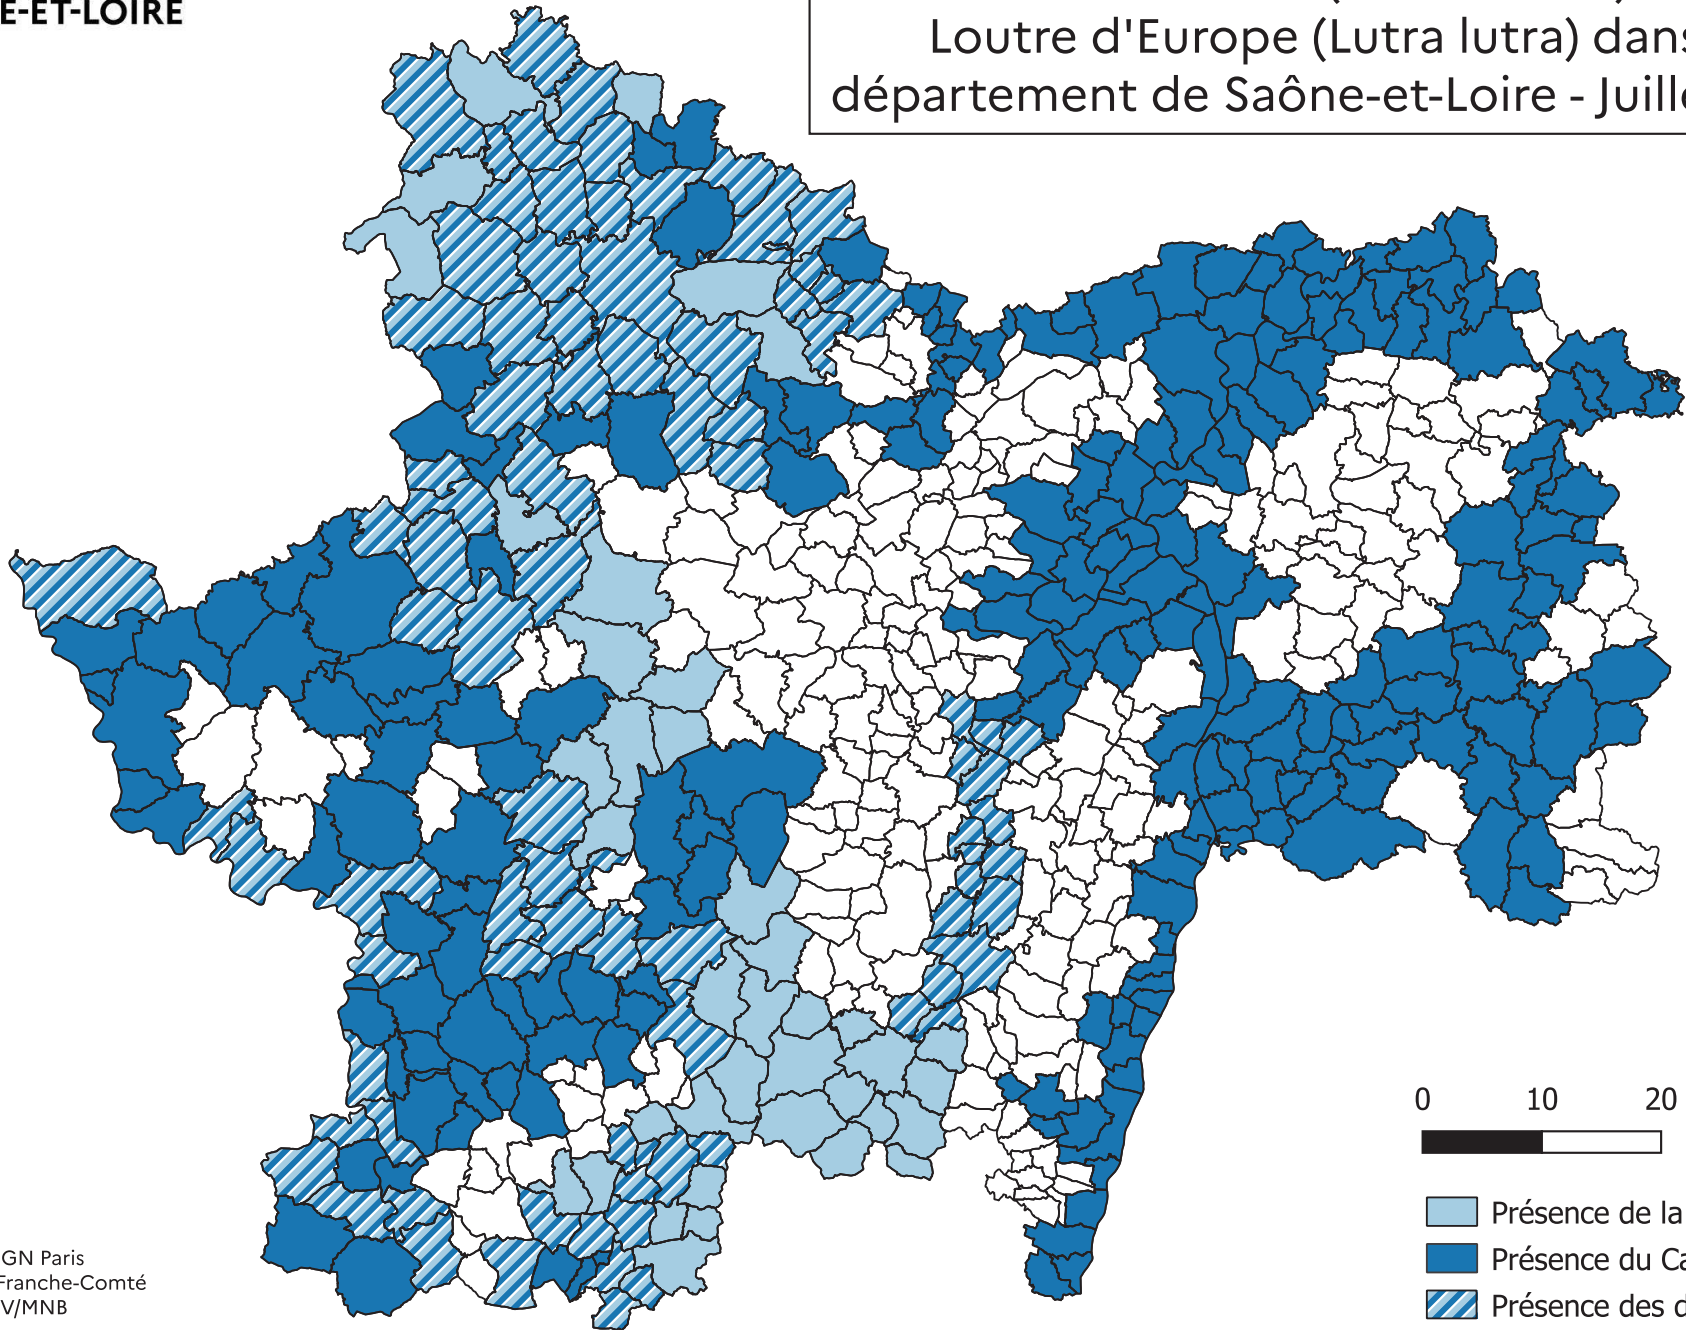 E-ET-LOIRE
Loutre d'Europe (Lutra lutra) dans
département de Saône-et-Loire - Juill
0 10 20
Présence de la
Présence du Ca
Présence des d
GN Paris
Franche-Comté
V/MNB